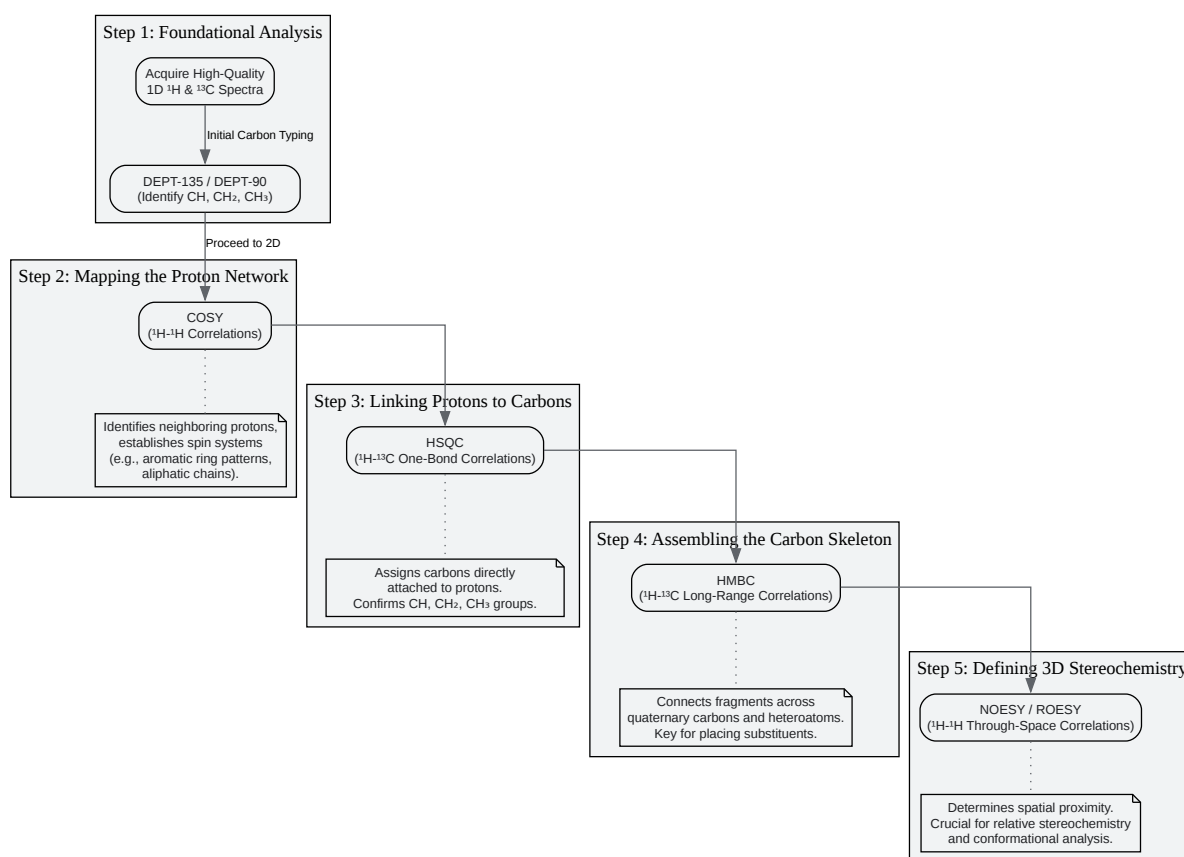 Step 1: Foundational Analysis
Acquire High-Quality
1D ¹H & ¹³C Spectra
Initial Carbon Typing
DEPT-135 / DEPT-90
(Identify CH, CH₂, CH₃)
Proceed to 2D
Step 2: Mapping the Proton Network
COSY
(¹H-¹H Correlations)
Identifies neighboring protons,
establishes spin systems
(e.g., aromatic ring patterns,
aliphatic chains).
Step 3: Linking Protons to Carbons
HSQC
(¹H-¹³C One-Bond Correlations)
Assigns carbons directly
attached to protons.
Confirms CH, CH₂, CH₃ groups.
Step 4: Assembling the Carbon Skeleton
HMBC
(¹H-¹³C Long-Range Correlations)
Connects fragments across
quaternary carbons and heteroatoms.
Key for placing substituents.
Step 5: Defining 3D Stereochemistry
NOESY / ROESY
(¹H-¹H Through-Space Correlations)
Determines spatial proximity.
Crucial for relative stereochemistry
and conformational analysis.